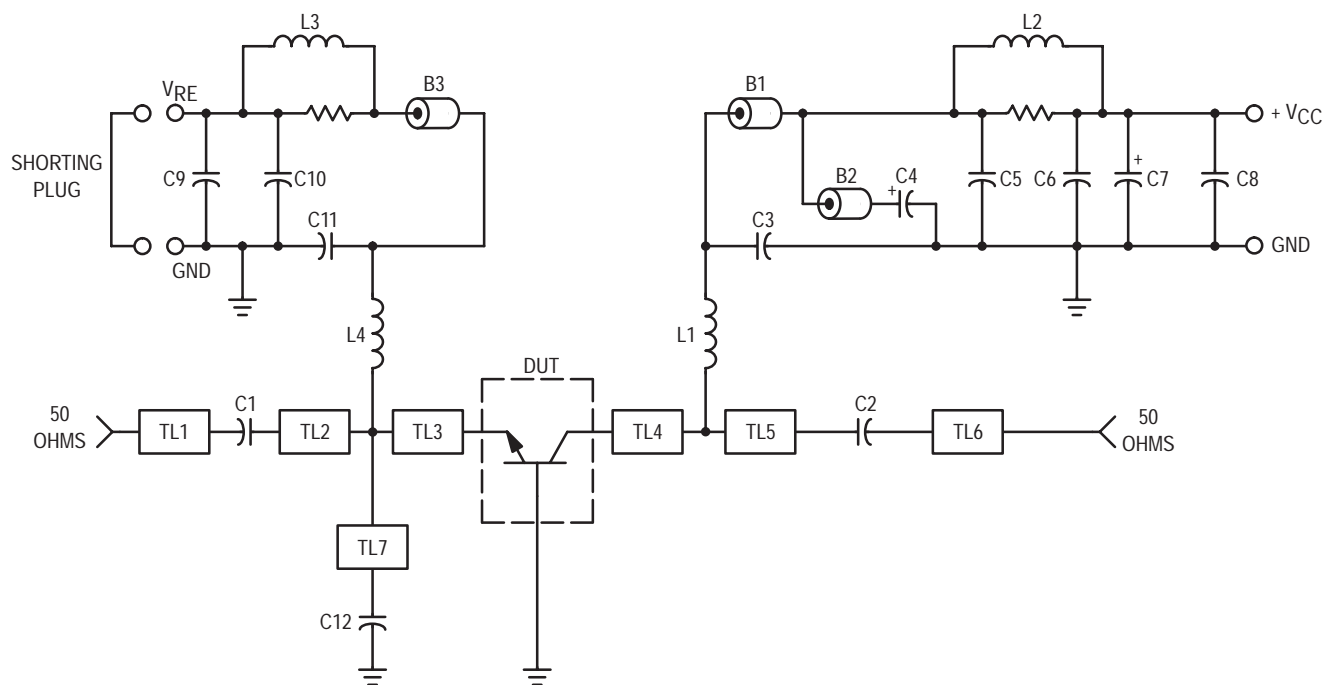 L3
L2
B3
B1
VRE
+ VCC
SHORTING
PLUG
C9
C10
B2
+
C4
C5
C6
+
C7
C8
C11
C3
GND
GND
L4
L1
DUT
50
OHMS
TL1
C1
TL2
TL3
TL4
TL5
C2
TL6
50
OHMS
TL7
C12